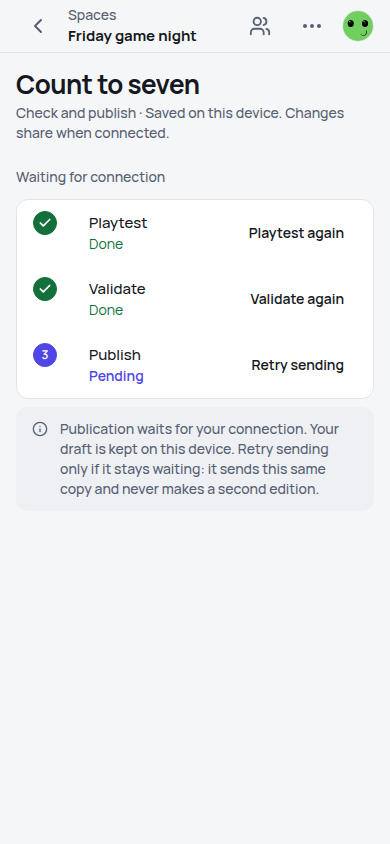 Spaces
Friday game night
Count to seven
Check and publish · Saved on this device. Changes
share when connected.
Waiting for connection
Playtest
Done
Playtest again
Validate
Done
Validate again
3
Publish
Pending
Retry sending
Publication waits for your connection. Your
draft is kept on this device. Retry sending
only if it stays waiting: it sends this same
copy and never makes a second edition.